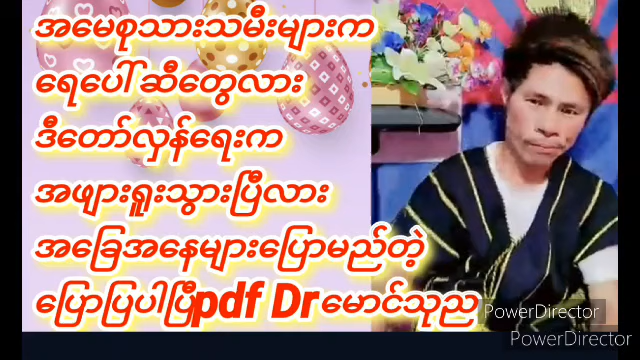 အမေစုသားသမီးများက
ရေပေါ်ဆီတွေလား
ဒီတော်လှန်ရေးက
အဖျားရှူးသွားပြီလား
အခြေအနေများပြောမည်တဲ့
ပြောပြပါပြီpdf Drမောင်သုည
PowerDirector
PowerDirector